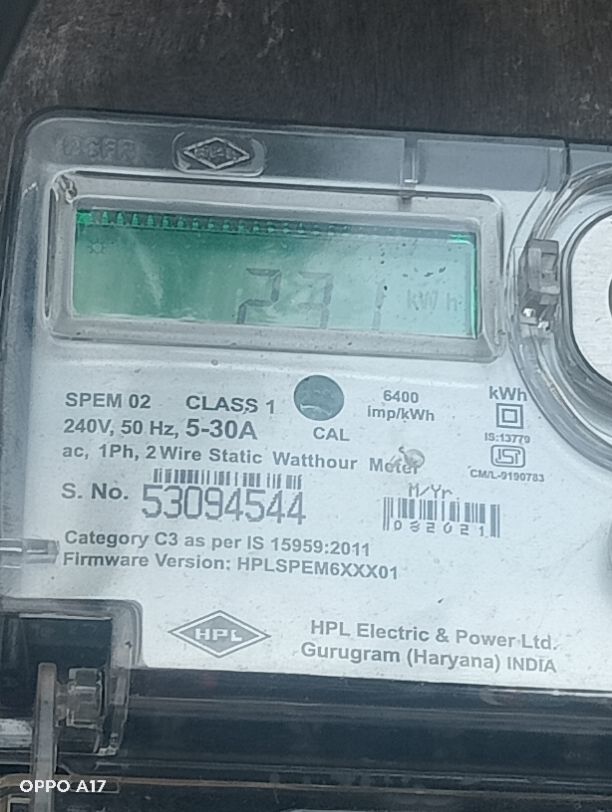 HPL
231 kWh
SPEM 02 CLASS 1
6400 imp/kWh
kWh
240V, 50 Hz, 5-30A
CAL
IS:13779
ac, 1Ph, 2 Wire Static Watthour Meter
ISI
CM/L-9190783
S. No. 53094544
M/Yr.
032021
Category C3 as per IS 15959:2011
Firmware Version: HPLSPEM6XXX01
HPL
HPL Electric & Power Ltd.
Gurugram (Haryana) INDIA
OPPO A17